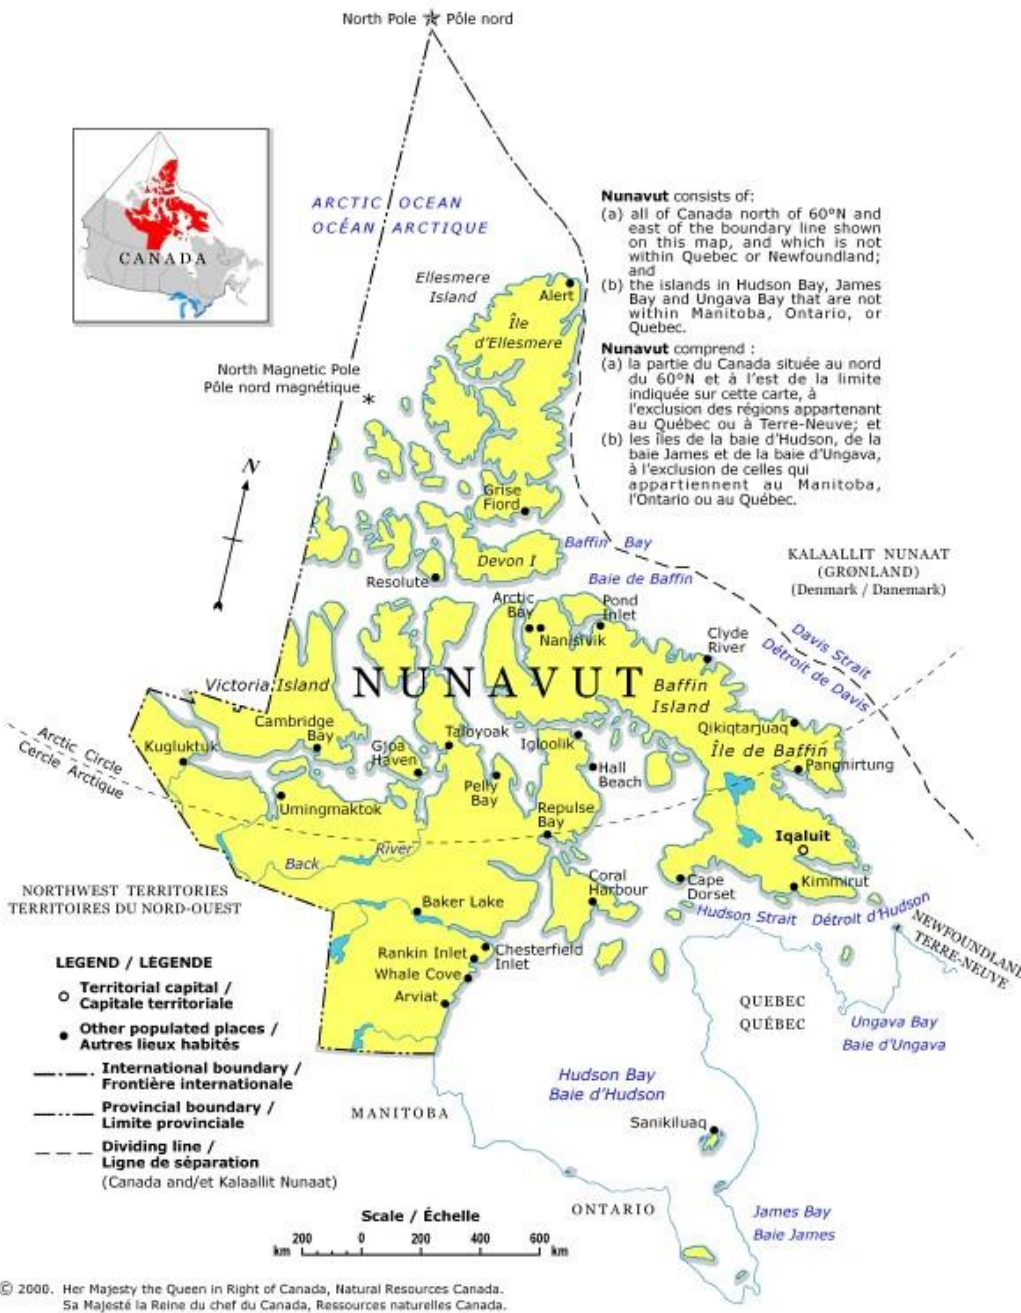 North Pole Pôle nord
CANADA
ARCTIC OCEAN
OCÉAN ARCTIQUE
Nunavut consists of:
(a) all of Canada north of 60°N and
east of the boundary line shown
on this map, and which is not
within Quebec or Newfoundland;
and
(b) the islands in Hudson Bay, James
Bay and Ungava Bay that are not
within Manitoba, Ontario, or
Quebec.
Nunavut comprend :
(a) la partie du Canada située au nord
du 60°N et à l'est de la limite
indiquée sur cette carte, à
l'exclusion des régions appartenant
au Québec ou à Terre-Neuve; et
(b) les îles de la baie d'Hudson, de la
baie James et de la baie d'Ungava,
à l'exclusion de celles qui
appartiennent au Manitoba,
l'Ontario ou au Québec.
Ellesmere
Island
Alert
Île
d'Ellesmere
North Magnetic Pole
Pôle nord magnétique
N
Grise
Fiord
Devon I
Baffin Bay
Baie de Baffin
KALAALLIT NUNAAT
(GRØNLAND)
(Denmark / Danemark)
Resolute
Arctic
Bay
Nanisivik
Pond
Inlet
Clyde
River
Davis Strait
Détroit de Davis
NUNAVUT
Victoria Island
Baffin
Island
Cambridge
Bay
Kugluktuk
Arctic Circle
Cercle Arctique
Gjoa
Haven
Taloyoak
Igloolik
Qikiqtarjuaq
Île de Baffin
Hall
Beach
Pangnirtung
Umingmaktok
Pelly
Bay
Repulse
Bay
Iqaluit
Back River
NORTHWEST TERRITORIES
TERRITOIRES DU NORD-OUEST
Baker Lake
Coral
Harbour
Cape
Dorset
Kimmirut
Hudson Strait Détroit d'Hudson
NEWFOUNDLAND
TERRE-NEUVE
Rankin Inlet
Chesterfield
Inlet
Whale Cove
Arviat
QUEBEC
QUÉBEC
Ungava Bay
Baie d'Ungava
LEGEND / LEGENDE
Territorial capital /
Capitale territoriale
Other populated places /
Autres lieux habités
International boundary /
Frontière internationale
Provincial boundary /
Limite provinciale
Dividing line /
Ligne de séparation
(Canada and/et Kalaallit Nunaat)
Hudson Bay
Baie d'Hudson
MANITOBA
Sanikiluaq
ONTARIO
James Bay
Baie James
Scale / Échelle
200 0 200 400 600
km km
© 2000. Her Majesty the Queen in Right of Canada, Natural Resources Canada.
Sa Majesté la Reine du chef du Canada, Ressources naturelles Canada.